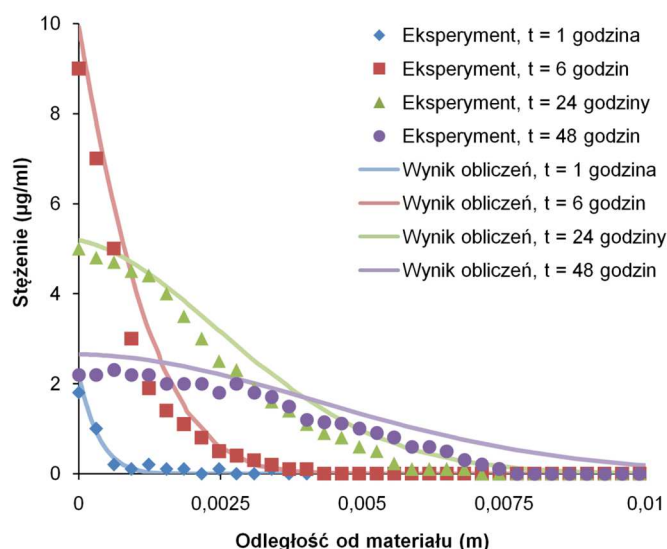 10
8
6
4
2
0
Stężenie (µg/ml)
Eksperyment, t = 1 godzina
Eksperyment, t = 6 godzin
Eksperyment, t = 24 godziny
Eksperyment, t = 48 godzin
Wynik obliczeń, t = 1 godzina
Wynik obliczeń, t = 6 godzin
Wynik obliczeń, t = 24 godziny
Wynik obliczeń, t = 48 godzin
0 0,0025 0,005 0,0075 0,01
Odległość od materiału (m)